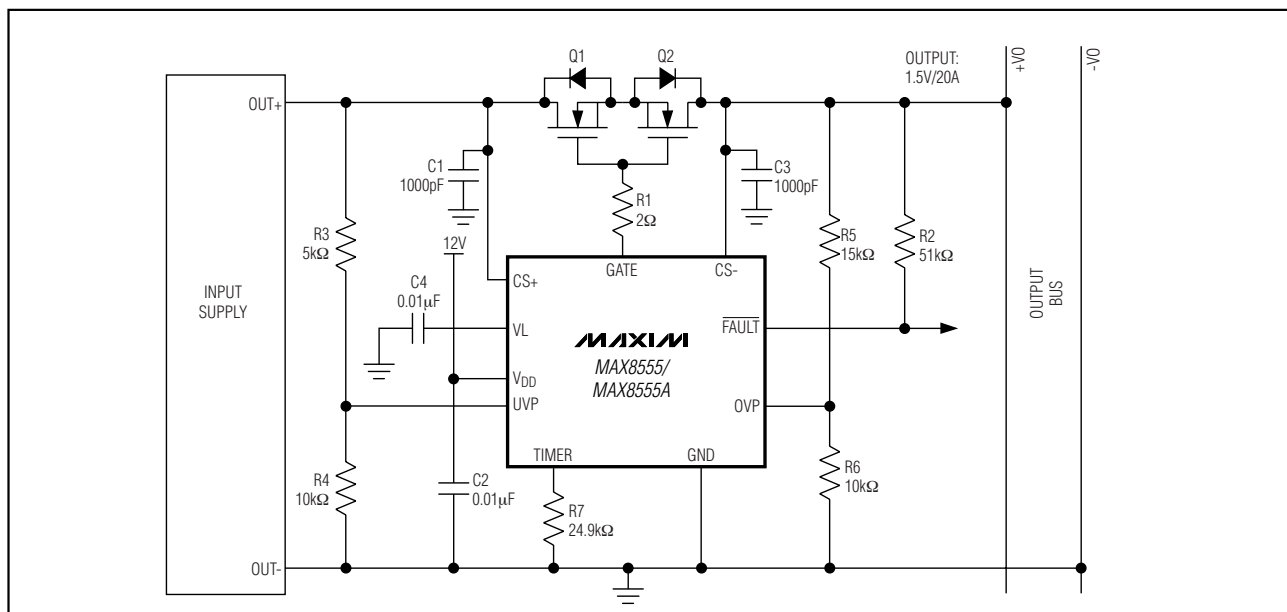 Q1
Q2
OUTPUT:
1.5V/20A
+VO
-VO
OUT+
C1
1000pF
C3
1000pF
R1
2Ω
R3
5kΩ
12V
R5
15kΩ
R2
51kΩ
GATE
CS-
CS+
C4
0.01μF
INPUT
SUPPLY
OUTPUT
BUS
VL
FAULT
MAXIM
MAX8555/
MAX8555A
VDD
UVP
OVP
TIMER
GND
R4
10kΩ
C2
0.01μF
R7
24.9kΩ
R6
10kΩ
OUT-